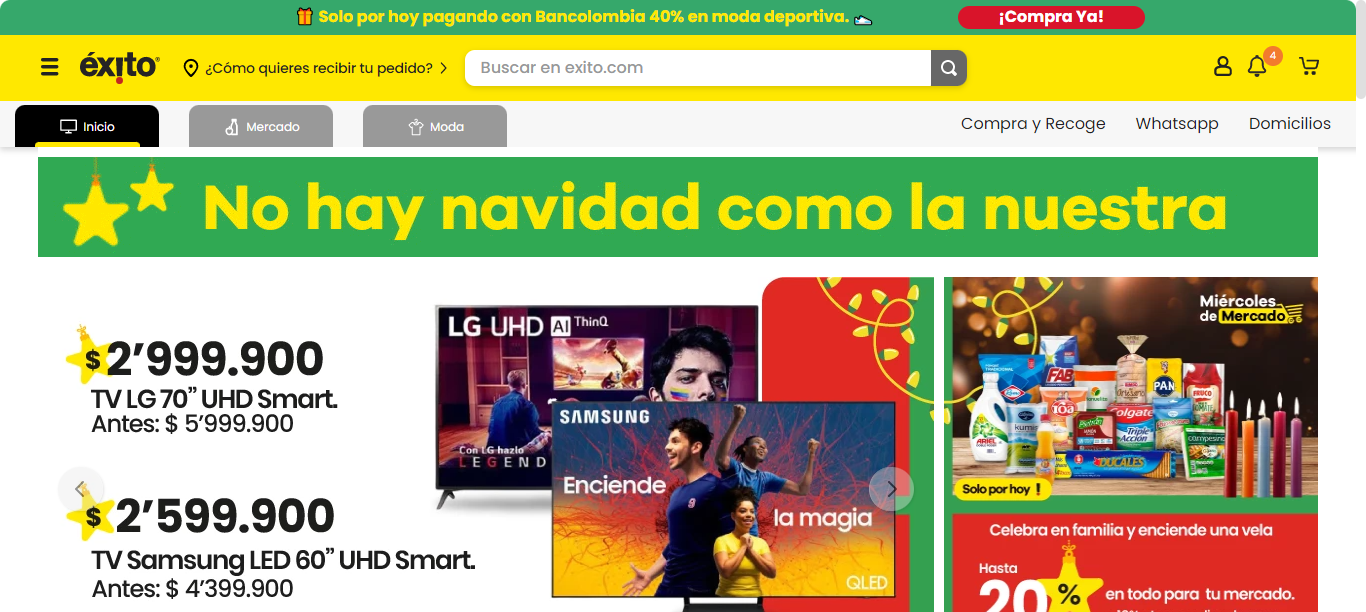 Solo por hoy pagando con Bancolombia 40% en moda deportiva.
¡Compra Ya!
éxito
¿Cómo quieres recibir tu pedido?
Buscar en exito.com
4
Inicio
Mercado
Moda
Compra y Recoge
Whatsapp
Domicilios
No hay navidad como la nuestra
$2’999.900
TV LG 70” UHD Smart.
Antes: $ 5’999.900
$2’599.900
TV Samsung LED 60” UHD Smart.
Antes: $ 4’399.900
LG UHD AI ThinQ
Con LG hazlo
LEGEND
SAMSUNG
Enciende
la magia
QLED
Miércoles
de Mercado
FAB
PAN
FRUCO
Colgate
Triple
Acción
ARIEL
DUCALES
campesino
Solo por hoy !
Celebra en familia y enciende una vela
Hasta
20%
en todo para tu mercado.